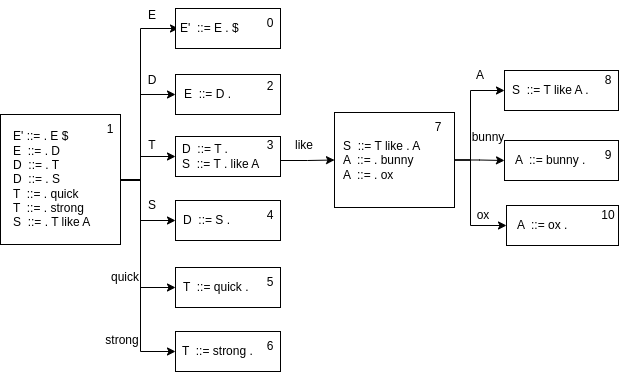 E
E' ::= E . $ 0
D
E ::= D . 2
1
E' ::= . E $
E ::= . D
D ::= . T
D ::= . S
T ::= . quick
T ::= . strong
S ::= . T like A
T
3
D ::= T .
S ::= T . like A
S
D ::= S . 4
quick
T ::= quick . 5
strong
T ::= strong . 6
like
7
S ::= T like . A
A ::= . bunny
A ::= . ox
A
S ::= T like A . 8
bunny
A ::= bunny . 9
ox
A ::= ox . 10